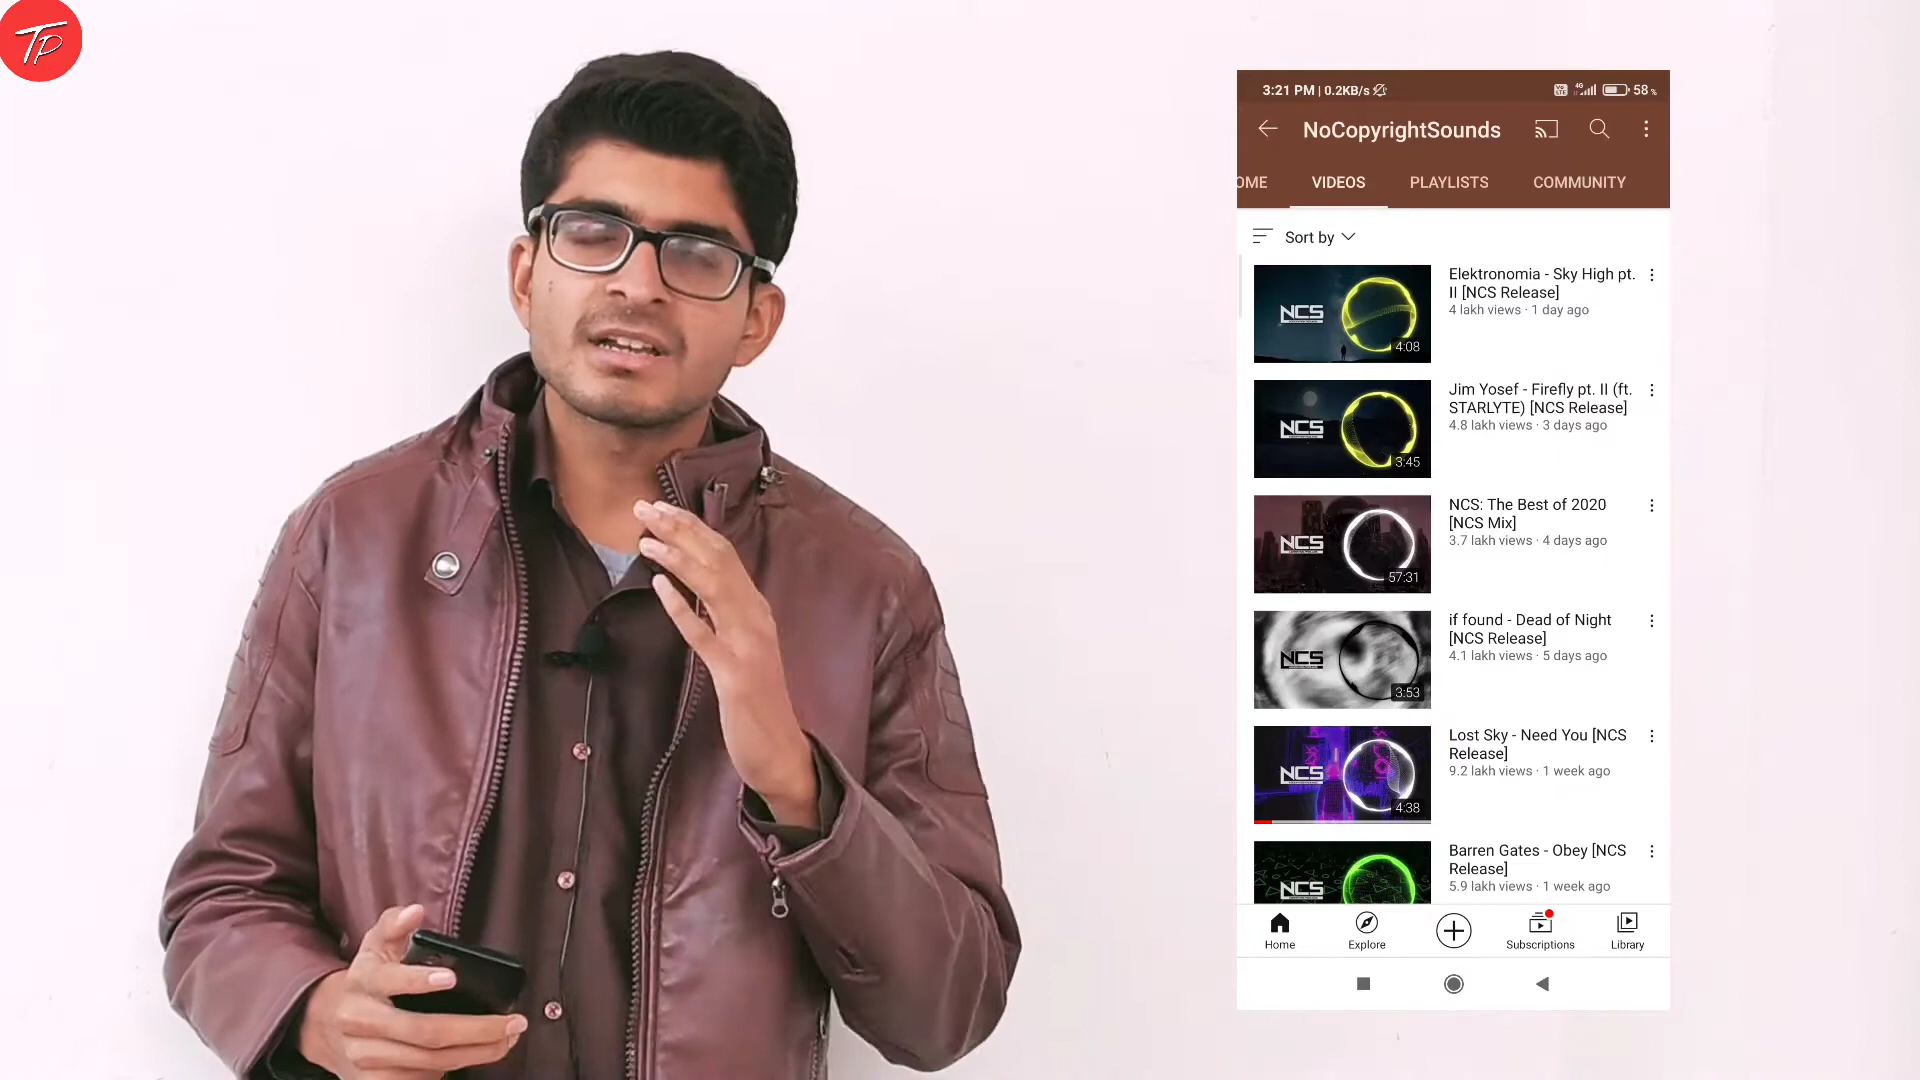 TP
3:21 PM | 0.2KB/s
4G
58%
NoCopyrightSounds
OME VIDEOS PLAYLISTS COMMUNITY
Sort by
Elektronomia - Sky High pt.
II [NCS Release]
4 lakh views · 1 day ago
NCS
4:08
Jim Yosef - Firefly pt. II (ft.
STARLYTE) [NCS Release]
4.8 lakh views · 3 days ago
NCS
3:45
NCS: The Best of 2020
[NCS Mix]
3.7 lakh views · 4 days ago
NCS
57:31
if found - Dead of Night
[NCS Release]
4.1 lakh views · 5 days ago
NCS
3:53
Lost Sky - Need You [NCS
Release]
9.2 lakh views · 1 week ago
NCS
4:38
Barren Gates - Obey [NCS
Release]
5.9 lakh views · 1 week ago
NCS
Home Explore Subscriptions Library